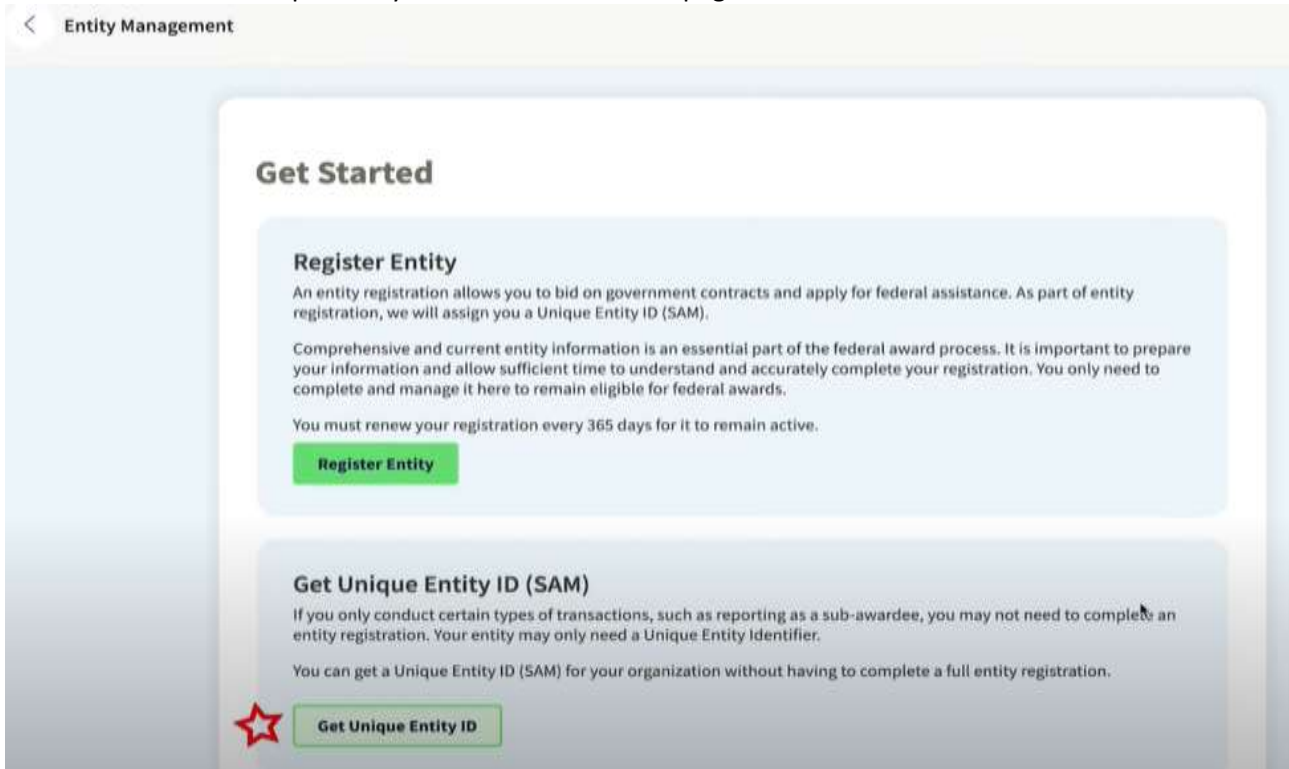 Entity Management
Get Started
Register Entity
An entity registration allows you to bid on government contracts and apply for federal assistance. As part of entity
registration, we will assign you a Unique Entity ID (SAM).
Comprehensive and current entity information is an essential part of the federal award process. It is important to prepare
your information and allow sufficient time to understand and accurately complete your registration. You only need to
complete and manage it here to remain eligible for federal awards.
You must renew your registration every 365 days for it to remain active.
Register Entity
Get Unique Entity ID (SAM)
If you only conduct certain types of transactions, such as reporting as a sub-awardee, you may not need to complete an
entity registration. Your entity may only need a Unique Entity Identifier.
You can get a Unique Entity ID (SAM) for your organization without having to complete a full entity registration.
Get Unique Entity ID